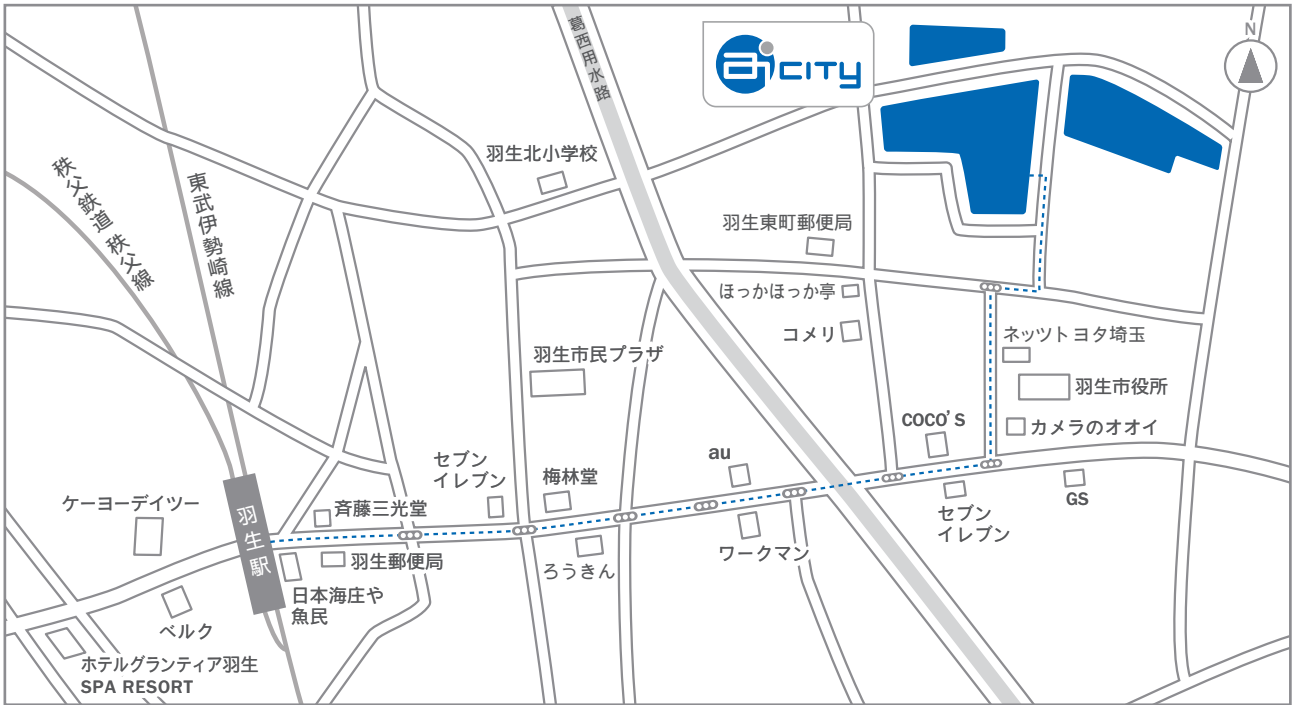 葛西用水路
ai CITY
N
羽生北小学校
秩父鉄道秩父線
東武伊勢崎線
羽生東町郵便局
ほっかほっか亭
コメリ
ネッツトヨタ埼玉
羽生市民プラザ
羽生市役所
COCO'S
カメラのオオイ
au
セブン
イレブン
梅林堂
ケーヨーデイツー
斉藤三光堂
GS
セブン
イレブン
羽生駅
羽生郵便局
ろうきん
ワークマン
日本海庄や
魚民
ベルク
ホテルグランティア羽生
SPA RESORT